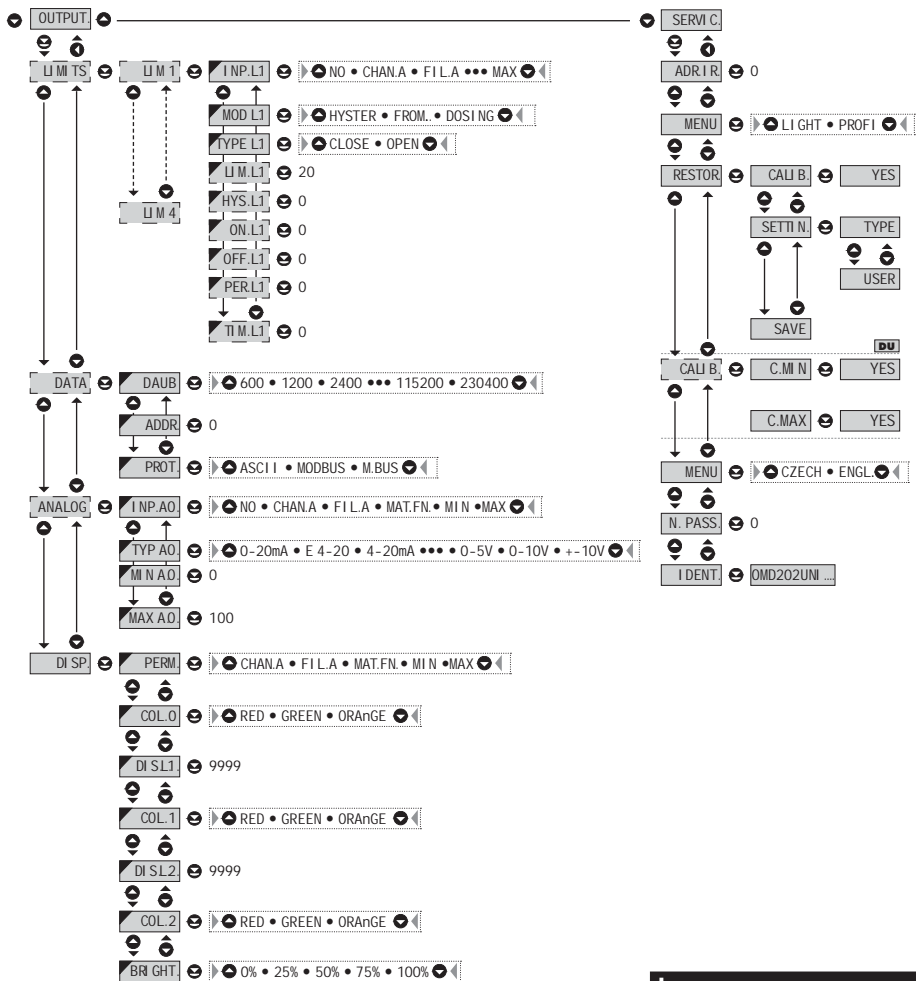 OUTPUT.
LIMITS
LIM 1
INP.L1
NO • CHAN.A • FIL.A ••• MAX
MOD L1
HYSTER • FROM.. • DOSING
TYPE L1
CLOSE • OPEN
LIM.L1 20
LIM 4
HYS.L1 0
ON.L1 0
OFF.L1 0
PER.L1 0
TIM.L1 0
DATA
DAUB
600 • 1200 • 2400 ••• 115200 • 230400
ADDR. 0
PROT.
ASCII • MODBUS • M.BUS
ANALOG
INP.AO.
NO • CHAN.A • FIL.A • MAT.FN. • MIN •MAX
TYP AO.
0-20mA • E 4-20 • 4-20mA ••• 0-5V • 0-10V • +-10V
MIN A.O. 0
MAX A.O. 100
DISP.
PERM.
CHAN.A • FIL.A • MAT.FN. • MIN •MAX
COL.0
RED • GREEN • ORAnGE
DIS.L1. 9999
COL.1
RED • GREEN • ORAnGE
DIS.L2. 9999
COL.2
RED • GREEN • ORAnGE
BRIGHT.
0% • 25% • 50% • 75% • 100%
SERVIC.
ADR.IR. 0
MENU
LIGHT • PROFI
RESTOR.
CALIB. YES
SETTIN. TYPE
USER
SAVE
DU
CALIB.
C.MIN YES
C.MAX YES
MENU
CZECH • ENGL.
N. PASS. 0
IDENT. OMD202UNI ....